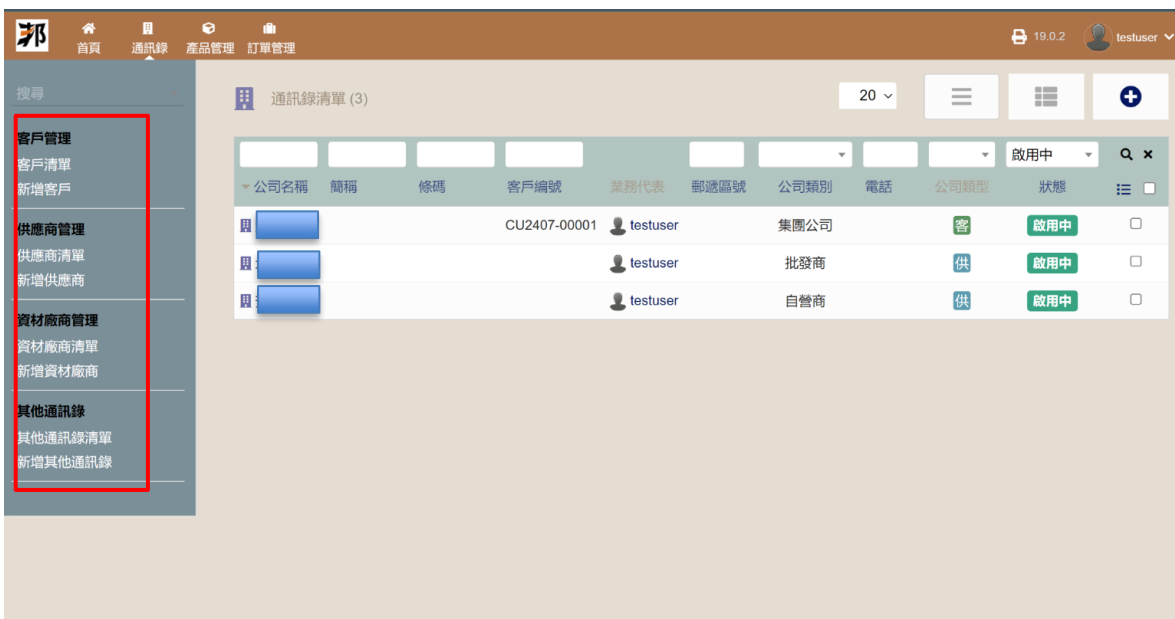 邦
首頁 通訊錄 產品管理 訂單管理
19.0.2 testuser
搜尋
客戶管理
客戶清單
新增客戶
供應商管理
供應商清單
新增供應商
資材廠商管理
資材廠商清單
新增資材廠商
其他通訊錄
其他通訊錄清單
新增其他通訊錄
通訊錄清單 (3)
20
啟用中
公司名稱 簡稱 條碼 客戶編號 業務代表 郵遞區號 公司類別 電話 公司類型 狀態
CU2407-00001 testuser 集團公司 客 啟用中
testuser 批發商 供 啟用中
testuser 自營商 供 啟用中